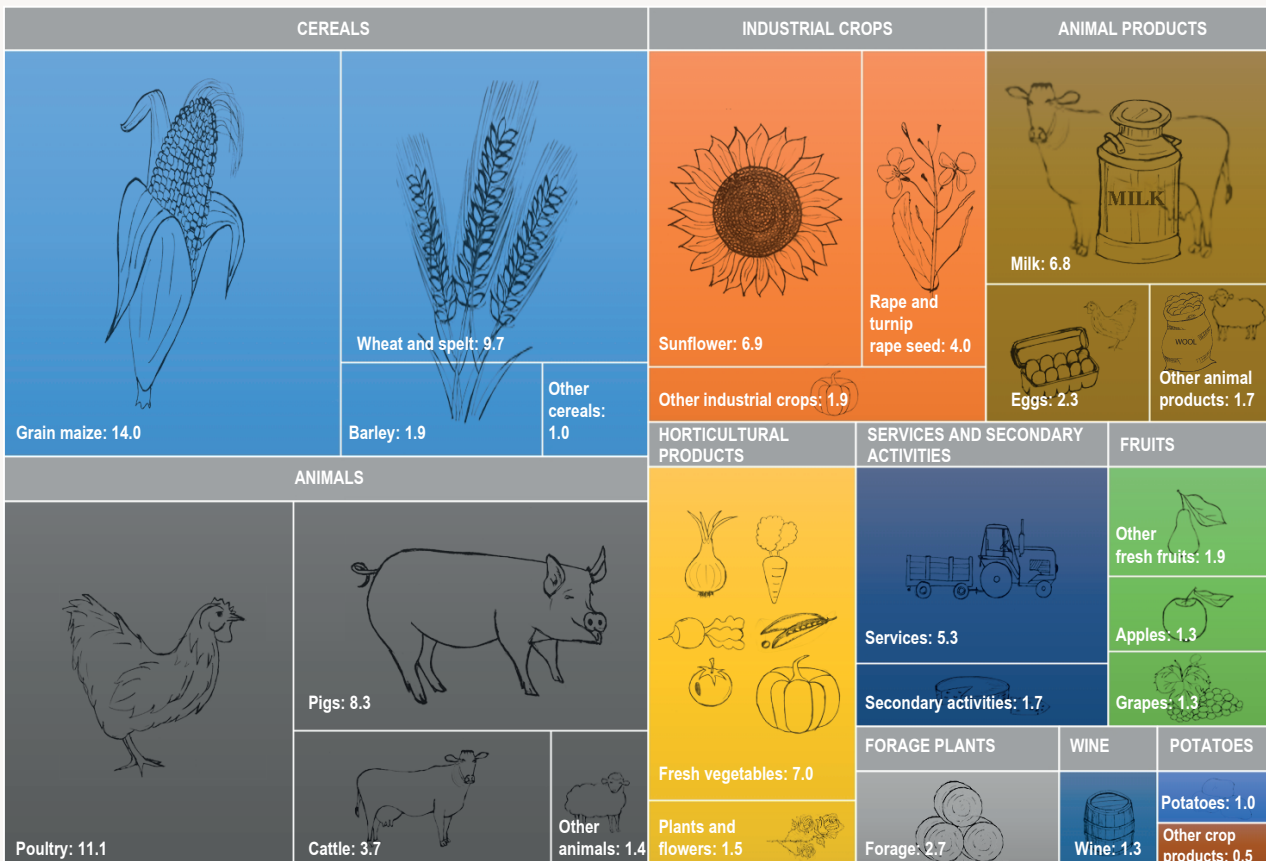 CEREALS
Grain maize: 14.0
Wheat and spelt: 9.7
Barley: 1.9
Other
cereals:
1.0
INDUSTRIAL CROPS
Sunflower: 6.9
Rape and
turnip
rape seed: 4.0
Other industrial crops: 1.9
ANIMAL PRODUCTS
MILK
Milk: 6.8
Eggs: 2.3
WOOL
Other animal
products: 1.7
ANIMALS
Poultry: 11.1
Pigs: 8.3
Cattle: 3.7
Other
animals: 1.4
HORTICULTURAL
PRODUCTS
Fresh vegetables: 7.0
Plants and
flowers: 1.5
SERVICES AND SECONDARY
ACTIVITIES
Services: 5.3
Secondary activities: 1.7
FRUITS
Other
fresh fruits: 1.9
Apples: 1.3
Grapes: 1.3
FORAGE PLANTS
Forage: 2.7
WINE
Wine: 1.3
POTATOES
Potatoes: 1.0
Other crop
products: 0.5